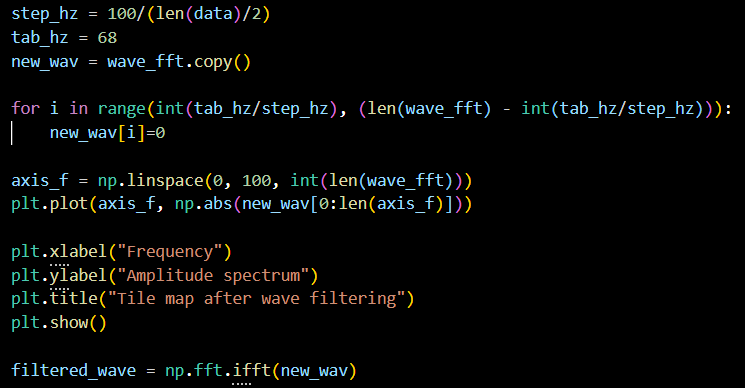 step_hz = 100/(len(data)/2)
tab_hz = 68
new_wav = wave_fft.copy()
for i in range(int(tab_hz/step_hz), (len(wave_fft) - int(tab_hz/step_hz))):
    new_wav[i]=0
axis_f = np.linspace(0, 100, int(len(wave_fft)))
plt.plot(axis_f, np.abs(new_wav[0:len(axis_f)]))
plt.xlabel("Frequency")
plt.ylabel("Amplitude spectrum")
plt.title("Tile map after wave filtering")
plt.show()
filtered_wave = np.fft.ifft(new_wav)